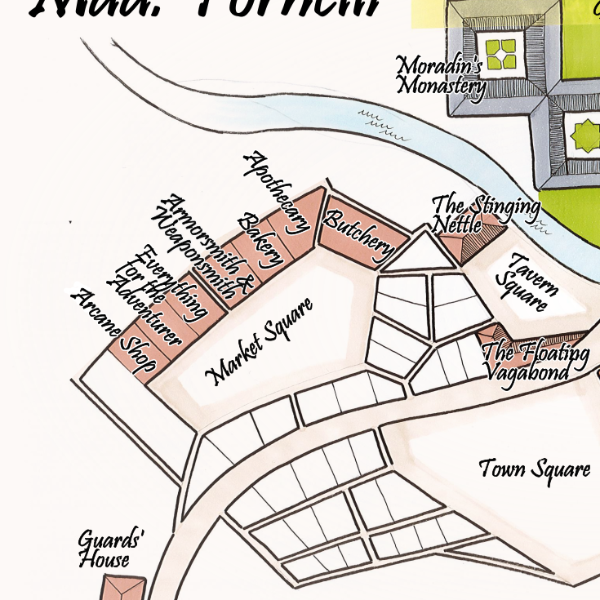 Moradin's
Monastery
Apothecary
The Stinging
Nettle
Armorsmith &
Weaponsmith
Bakery
Butchery
Everything
for the
Adventurer
Tavern
Square
Arcane Shop
Market Square
The Floating
Vagabond
Town Square
Guards'
House